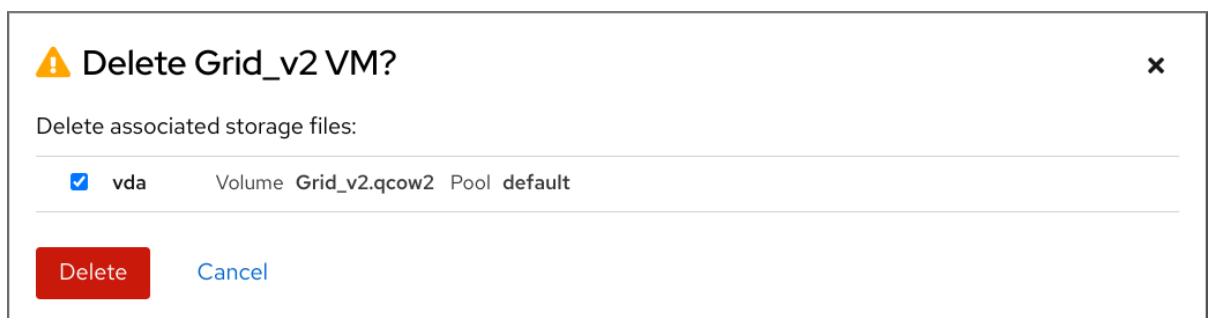 Delete Grid_v2 VM?
Delete associated storage files:
vda Volume Grid_v2.qcow2 Pool default
Delete Cancel